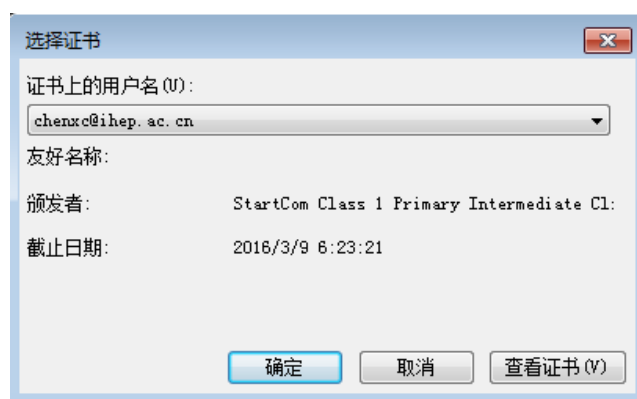 选择证书
证书上的用户名(U):
chenxc@ihep.ac.cn
友好名称:
颁发者: StartCom Class 1 Primary Intermediate Cl:
截止日期: 2016/3/9 6:23:21
确定 取消 查看证书(V)